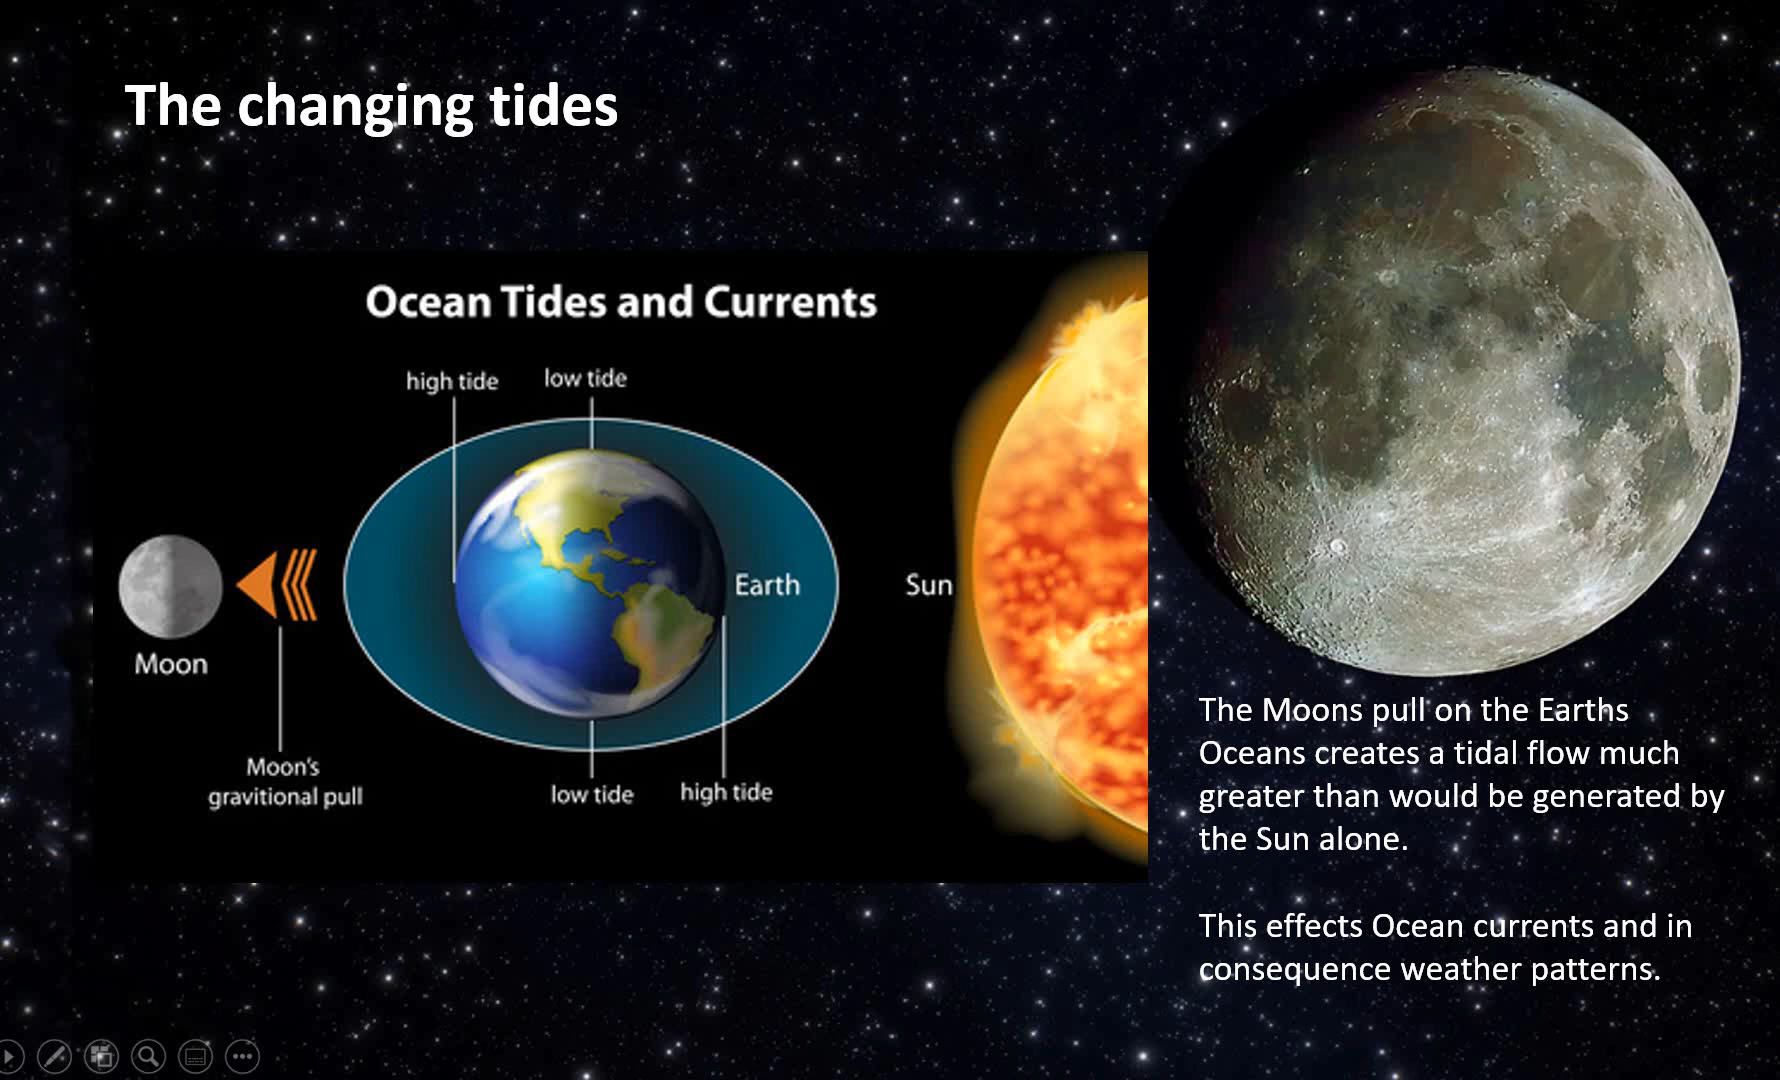 The changing tides
Ocean Tides and Currents
high tide
low tide
Earth
Sun
Moon
Moon's
gravitional pull
low tide
high tide
The Moons pull on the Earths
Oceans creates a tidal flow much
greater than would be generated by
the Sun alone.
This effects Ocean currents and in
consequence weather patterns.